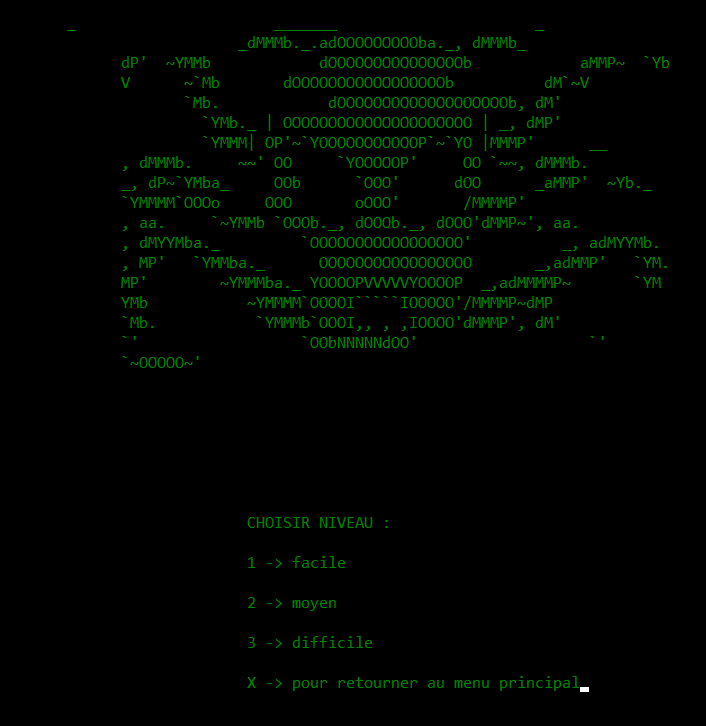 _                      _______                      _
_dMMMb._.adOOOOOOOOOba._, dMMMb_
dP'  ~YMMb            dOOOOOOOOOOOOOOOb            aMMP~  `Yb
V      ~`Mb       dOOOOOOOOOOOOOOOOOb          dM`~V
`Mb.            dOOOOOOOOOOOOOOOOOOOb, dM'
`YMb._ | OOOOOOOOOOOOOOOOOOOOO | _, dMP'
`YMMM| OP'~`YOOOOOOOOOOOP`~`YO |MMMP'      __
, dMMMb.     ~~' OO     `YOOOOOP'     OO `~~, dMMMb.
_, dP~`YMba_     OOb      `OOO'      dOO      _aMMP'  ~Yb._
`YMMMM`OOOo     OOO       oOOO'       /MMMMP'
, aa.     `~YMMb `OOOb._, dOOOb._, dOOO'dMMP~', aa.
, dMYYMba._         `OOOOOOOOOOOOOOOOO'          _, adMYYMb.
, MP'   `YMMba._      OOOOOOOOOOOOOOOOO       _,adMMP'   `YM.
MP'        ~YMMMba._ YOOOOPVVVVVYOOOOP  _,adMMMMP~       `YM
YMb           ~YMMMM`OOOOI`````IOOOOO'/MMMMP~dMP
`Mb.           `YMMMb`OOOI,, , ,IOOOO'dMMMP', dM'
`'                  `OObNNNNNdOO'                   `'
`~OOOOO~'
CHOISIR NIVEAU :
1 -> facile
2 -> moyen
3 -> difficile
X -> pour retourner au menu principal